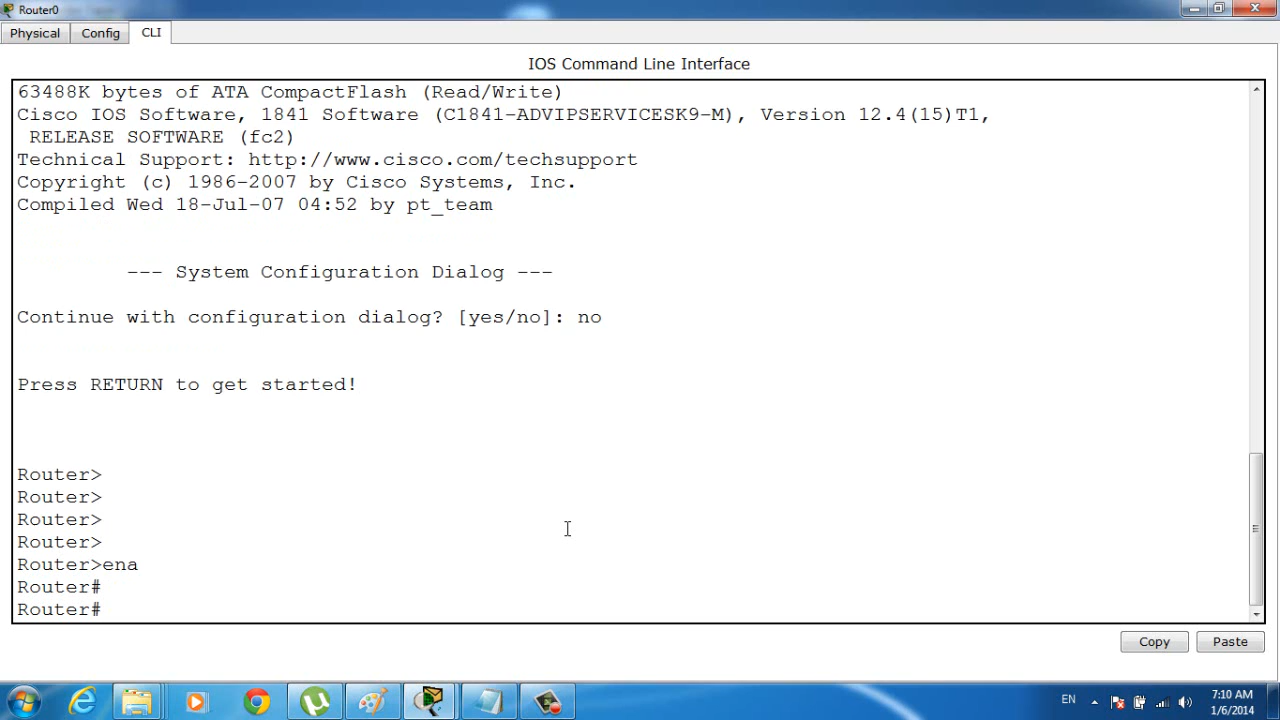 Router0
Physical Config CLI
IOS Command Line Interface
63488K bytes of ATA CompactFlash (Read/Write)
Cisco IOS Software, 1841 Software (C1841-ADVIPSERVICESK9-M), Version 12.4(15)T1,
RELEASE SOFTWARE (fc2)
Technical Support: http://www.cisco.com/techsupport
Copyright (c) 1986-2007 by Cisco Systems, Inc.
Compiled Wed 18-Jul-07 04:52 by pt_team
--- System Configuration Dialog ---
Continue with configuration dialog? [yes/no]: no
Press RETURN to get started!
Router>
Router>
Router>
Router>
Router>ena
Router#
Router#
Copy Paste
EN
7:10 AM
1/6/2014